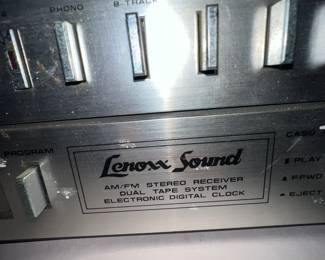 PHONO
8-TRACK
PROGRAM
Lenoxx Sound
AM/FM STEREO RECEIVER
DUAL TAPE SYSTEM
ELECTRONIC DIGITAL CLOCK
PLAY
F.FWD
EJECT